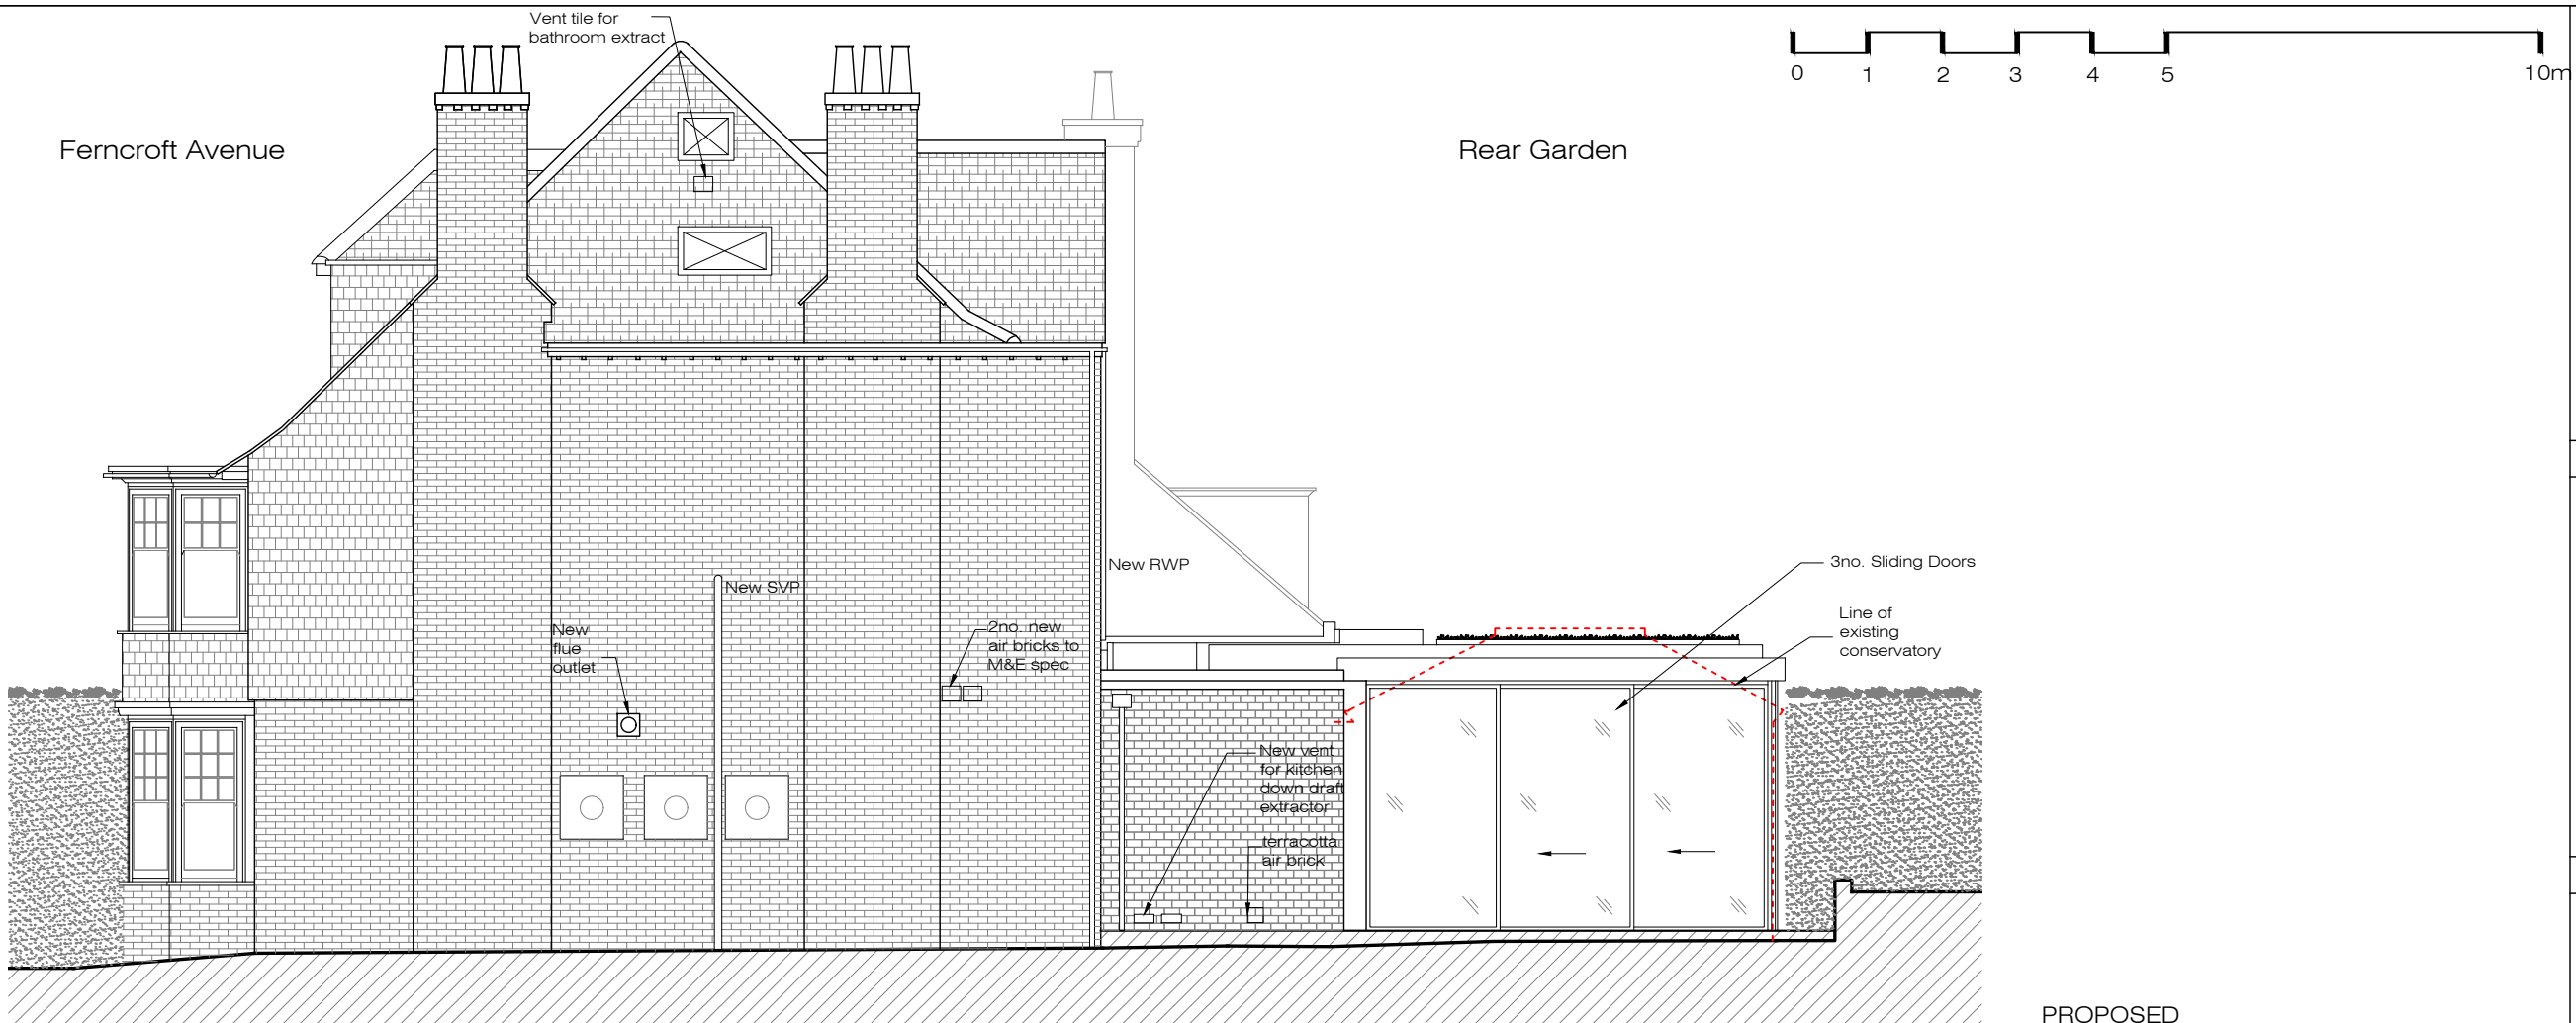 Vent tile for
bathroom extract
0 1 2 3 4 5 10m
Ferncroft Avenue
Rear Garden
New RWP
3no. Sliding Doors
New SVP
Line of
existing
conservatory
New
flue
outlet
2no. new
air bricks to
M&E spec
New vent
for kitchen
down draft
extractor
terracotta
air brick
PROPOSED